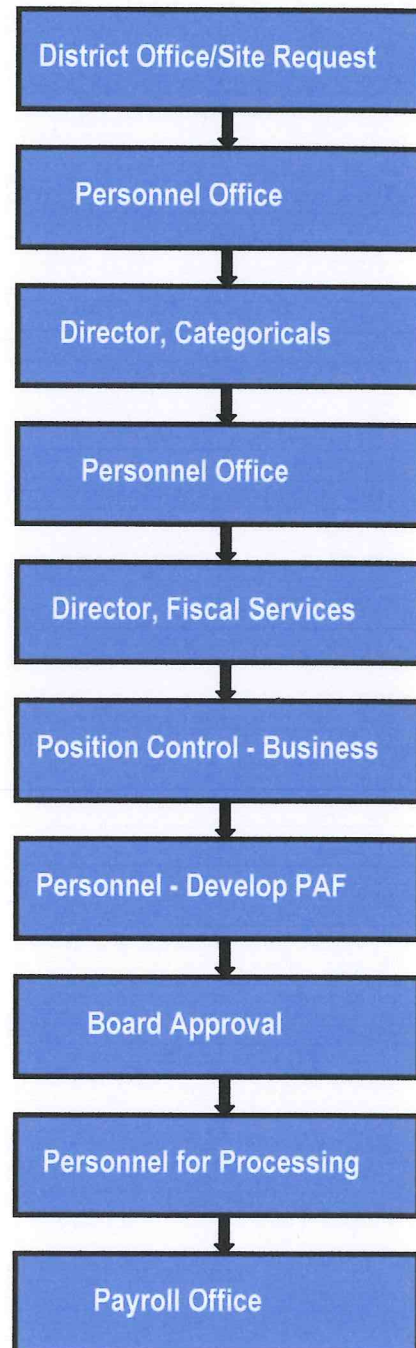 District Office/Site Request
Personnel Office
Director, Categoricals
Personnel Office
Director, Fiscal Services
Position Control - Business
Personnel - Develop PAF
Board Approval
Personnel for Processing
Payroll Office